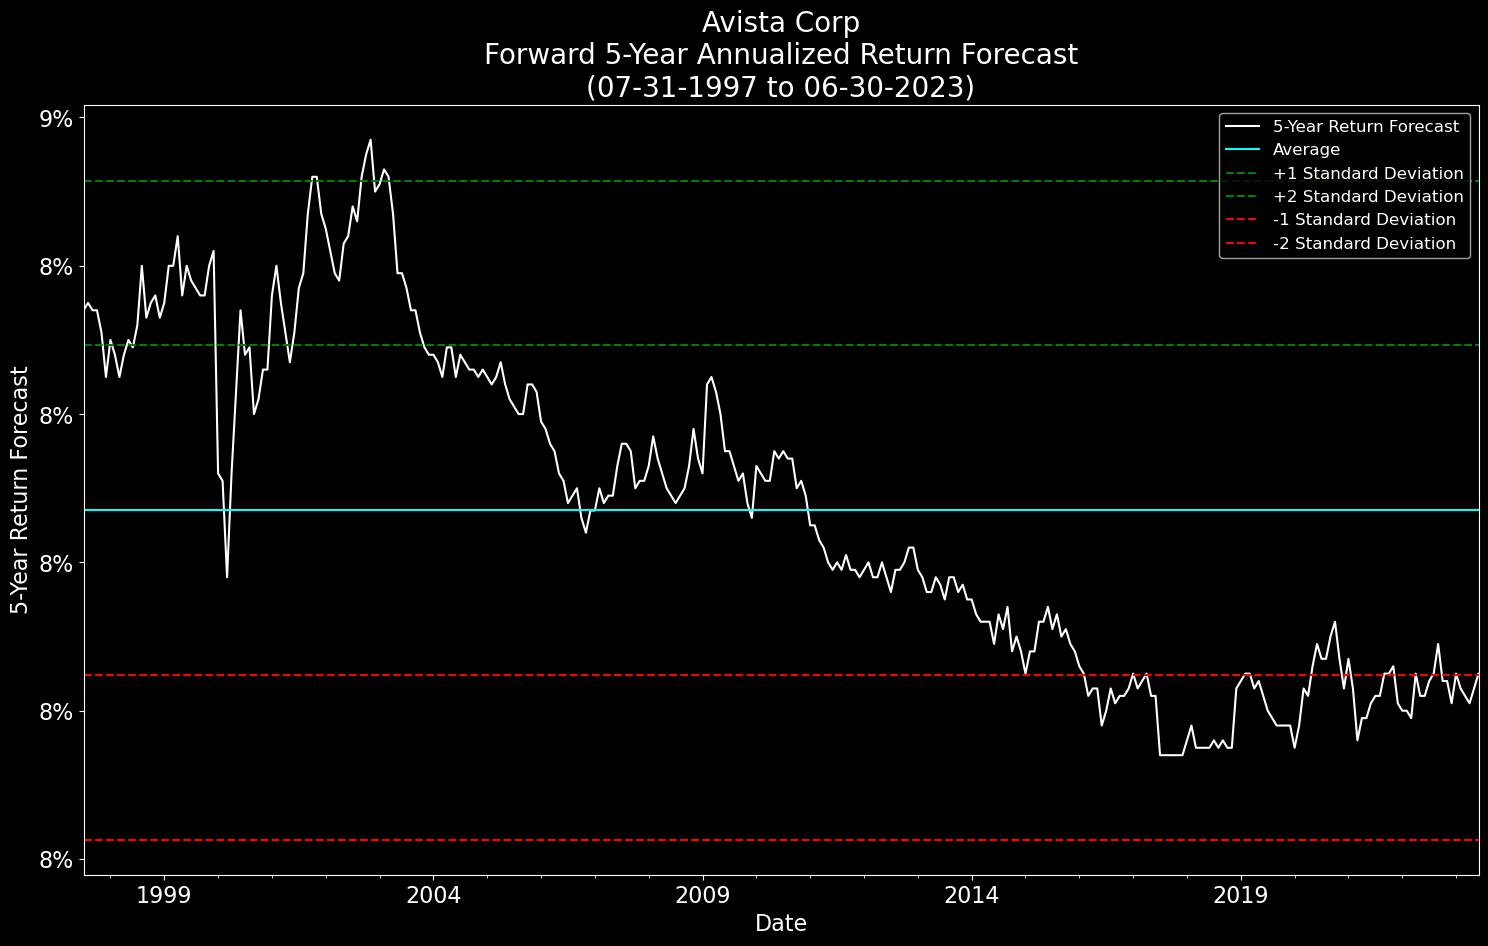 Avista Corp
Forward 5-Year Annualized Return Forecast
(07-31-1997 to 06-30-2023)
5-Year Return Forecast
Average
+1 Standard Deviation
+2 Standard Deviation
-1 Standard Deviation
-2 Standard Deviation
9%
8%
8%
8%
8%
8%
5-Year Return Forecast
1999
2004
2009
2014
2019
Date